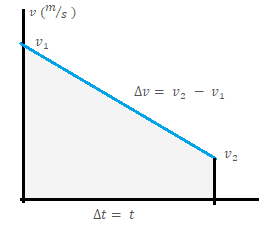 v (m/s)
v₁
Δv = v₂ − v₁
v₂
Δt = t